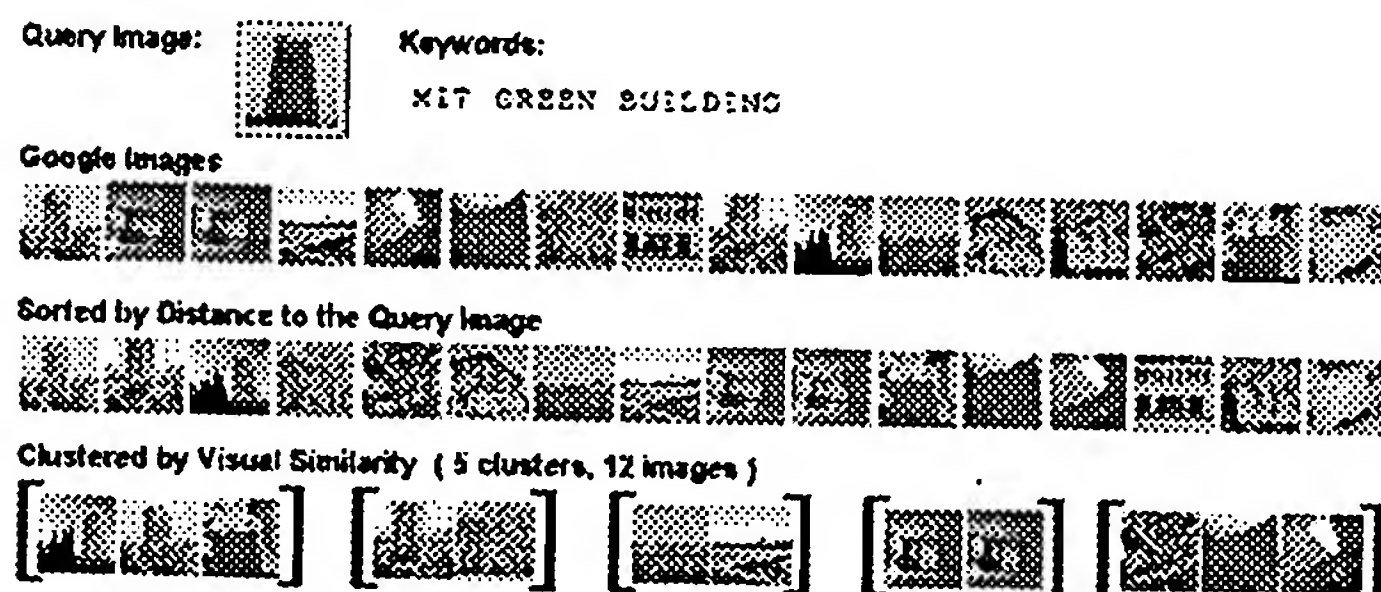 Query Image:
Keywords:
MIT GREEN BUILDING
Google Images
Sorted by Distance to the Query Image
Clustered by Visual Similarity ( 5 clusters, 12 images )